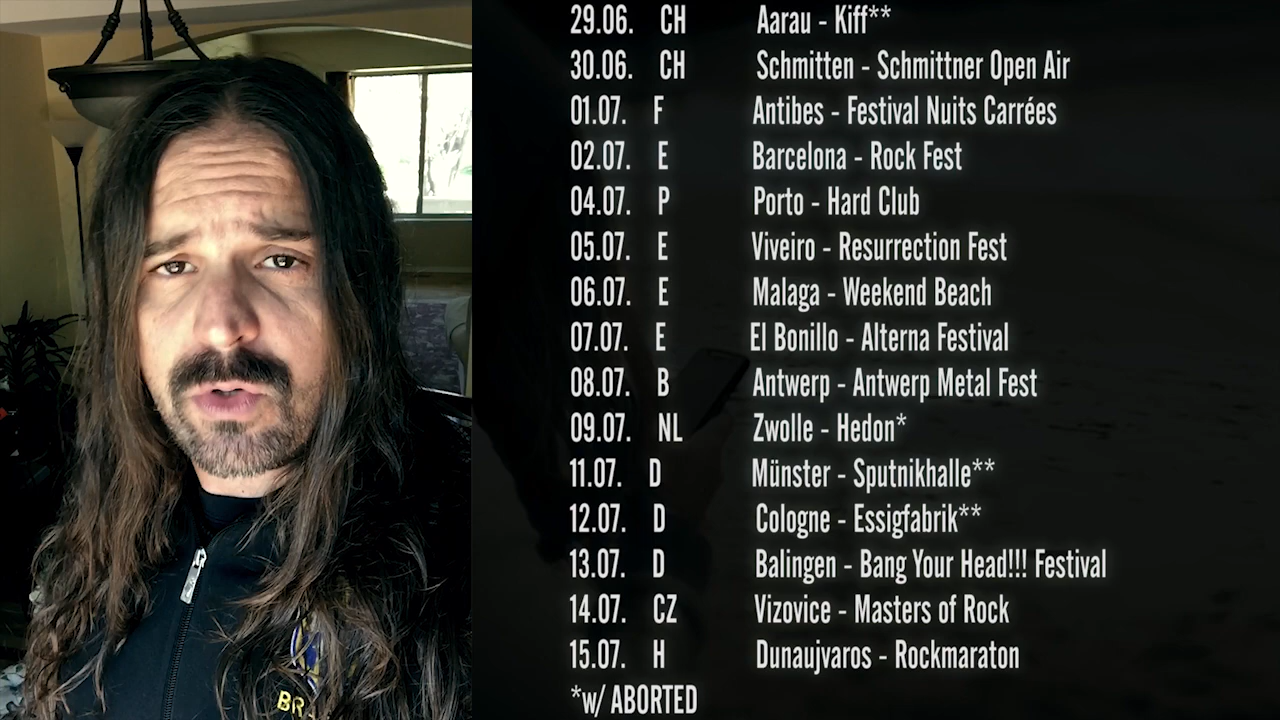 29.06. CH Aarau - Kiff**
30.06. CH Schmitten - Schmittner Open Air
01.07. F Antibes - Festival Nuits Carrées
02.07. E Barcelona - Rock Fest
04.07. P Porto - Hard Club
05.07. E Viveiro - Resurrection Fest
06.07. E Malaga - Weekend Beach
07.07. E El Bonillo - Alterna Festival
08.07. B Antwerp - Antwerp Metal Fest
09.07. NL Zwolle - Hedon*
11.07. D Münster - Sputnikhalle**
12.07. D Cologne - Essigfabrik**
13.07. D Balingen - Bang Your Head!!! Festival
14.07. CZ Vizovice - Masters of Rock
15.07. H Dunaujvaros - Rockmaraton
*w/ ABORTED